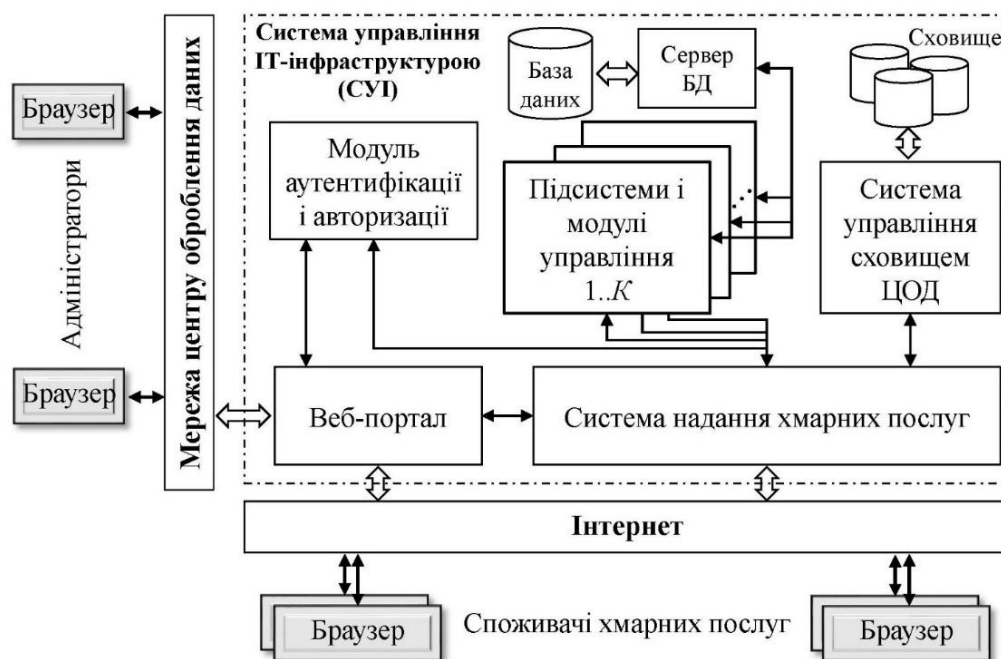 Система управління
ІТ-інфраструктурою
(СУІ)
База
даних
Сервер
БД
Сховище
Браузер
Адміністратори
Браузер
Мережа центру оброблення даних
Модуль
аутентифікації
і авторизації
Підсистеми і
модулі
управління
1..К
Система
управління
сховищем
ЦОД
Веб-портал
Система надання хмарних послуг
Інтернет
Браузер
Споживачі хмарних послуг
Браузер